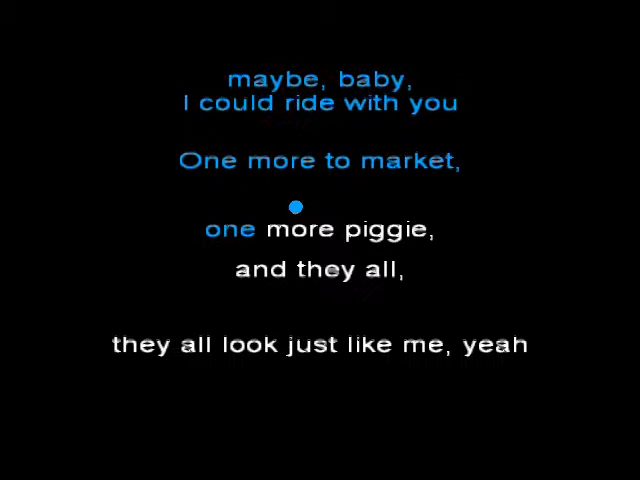 maybe, baby,
I could ride with you
One more to market,
one more piggie,
and they all,
they all look just like me, yeah